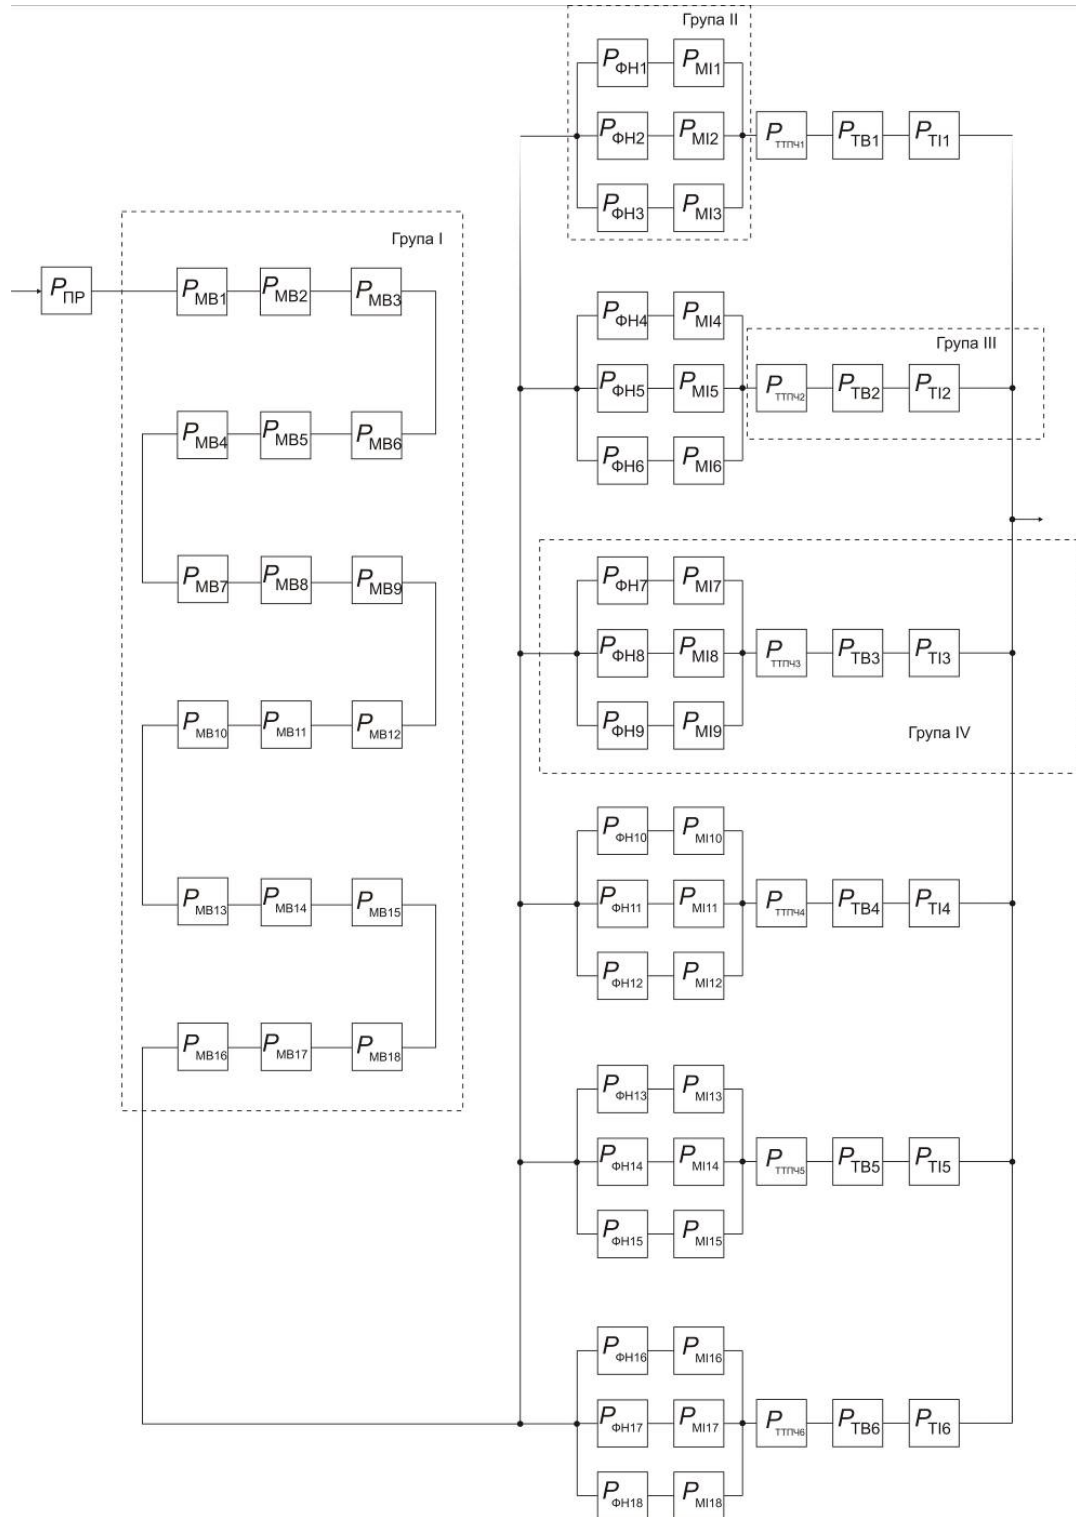 Група II
PФН1 PМІ1
PФН2 PМІ2 PТТПЧ1 PТВ1 PТІ1
PФН3 PМІ3
Група I
PПР PМВ1 PМВ2 PМВ3
PФН4 PМІ4
Група III
PФН5 PМІ5 PТТПЧ2 PТВ2 PТІ2
PМВ4 PМВ5 PМВ6
PФН6 PМІ6
PМВ7 PМВ8 PМВ9
PФН7 PМІ7
PФН8 PМІ8 PТТПЧ3 PТВ3 PТІ3
PМВ10 PМВ11 PМВ12
PФН9 PМІ9
Група IV
PФН10 PМІ10
PМВ13 PМВ14 PМВ15
PФН11 PМІ11 PТТПЧ4 PТВ4 PТІ4
PФН12 PМІ12
PМВ16 PМВ17 PМВ18
PФН13 PМІ13
PФН14 PМІ14 PТТПЧ5 PТВ5 PТІ5
PФН15 PМІ15
PФН16 PМІ16
PФН17 PМІ17 PТТПЧ6 PТВ6 PТІ6
PФН18 PМІ18